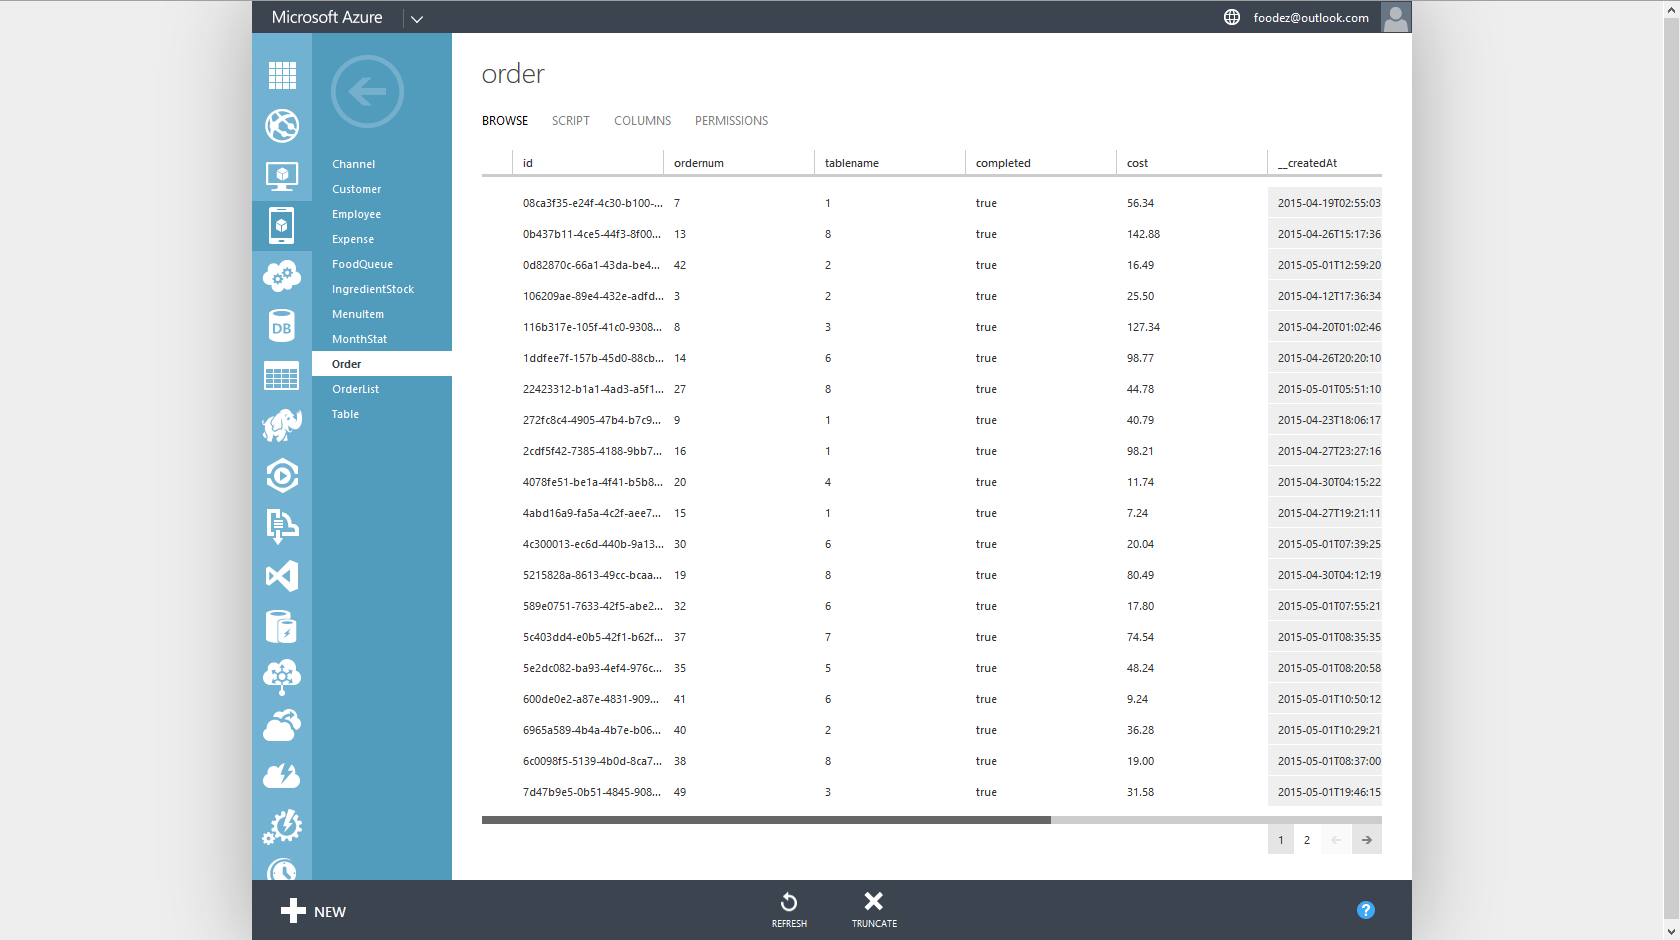 Microsoft Azure
foodez@outlook.com
order
BROWSE SCRIPT COLUMNS PERMISSIONS
Channel
Customer
Employee
Expense
FoodQueue
IngredientStock
MenuItem
MonthStat
Order
OrderList
Table
DB
id ordernum tablename completed cost __createdAt
08ca3f35-e24f-4c30-b100-... 7 1 true 56.34 2015-04-19T02:55:03
0b437b11-4ce5-44f3-8f00... 13 8 true 142.88 2015-04-26T15:17:36
0d82870c-66a1-43da-be4... 42 2 true 16.49 2015-05-01T12:59:20
106209ae-89e4-432e-adfd... 3 2 true 25.50 2015-04-12T17:36:34
116b317e-105f-41c0-9308... 8 3 true 127.34 2015-04-20T01:02:46
1ddfee7f-157b-45d0-88cb... 14 6 true 98.77 2015-04-26T20:20:10
22423312-b1a1-4ad3-a5f1... 27 8 true 44.78 2015-05-01T05:51:10
272fc8c4-4905-47b4-b7c9... 9 1 true 40.79 2015-04-23T18:06:17
2cdf5f42-7385-4188-9bb7... 16 1 true 98.21 2015-04-27T23:27:16
4078fe51-be1a-4f41-b5b8... 20 4 true 11.74 2015-04-30T04:15:22
4abd16a9-fa5a-4c2f-aee7... 15 1 true 7.24 2015-04-27T19:21:11
4c300013-ec6d-440b-9a13... 30 6 true 20.04 2015-05-01T07:39:25
5215828a-8613-49cc-bcaa... 19 8 true 80.49 2015-04-30T04:12:19
589e0751-7633-42f5-abe2... 32 6 true 17.80 2015-05-01T07:55:21
5c403dd4-e0b5-42f1-b62f... 37 7 true 74.54 2015-05-01T08:35:35
5e2dc082-ba93-4ef4-976c... 35 5 true 48.24 2015-05-01T08:20:58
600de0e2-a87e-4831-909... 41 6 true 9.24 2015-05-01T10:50:12
6965a589-4b4a-4b7e-b06... 40 2 true 36.28 2015-05-01T10:29:21
6c0098f5-5139-4b0d-8ca7... 38 8 true 19.00 2015-05-01T08:37:00
7d47b9e5-0b51-4845-908... 49 3 true 31.58 2015-05-01T19:46:15
1 2
NEW
REFRESH TRUNCATE
?